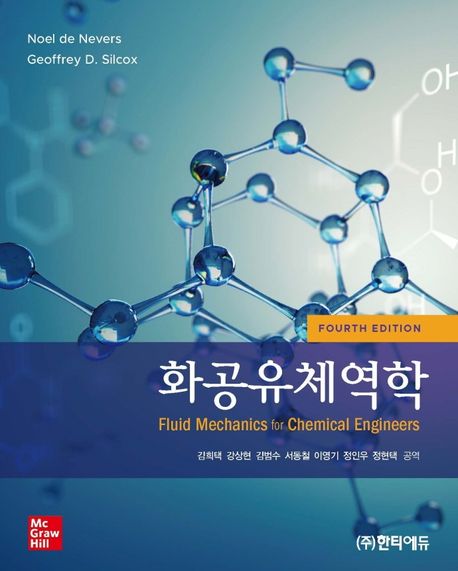 Noel de Nevers
Geoffrey D. Silcox
OH
H
O
FOURTH EDITION
화공유체역학
Fluid Mechanics for Chemical Engineers
김희택 강상현 김범수 서동철 이영기 정인우 정현택 공역
Mc
Graw
Hill
(주)한티에듀